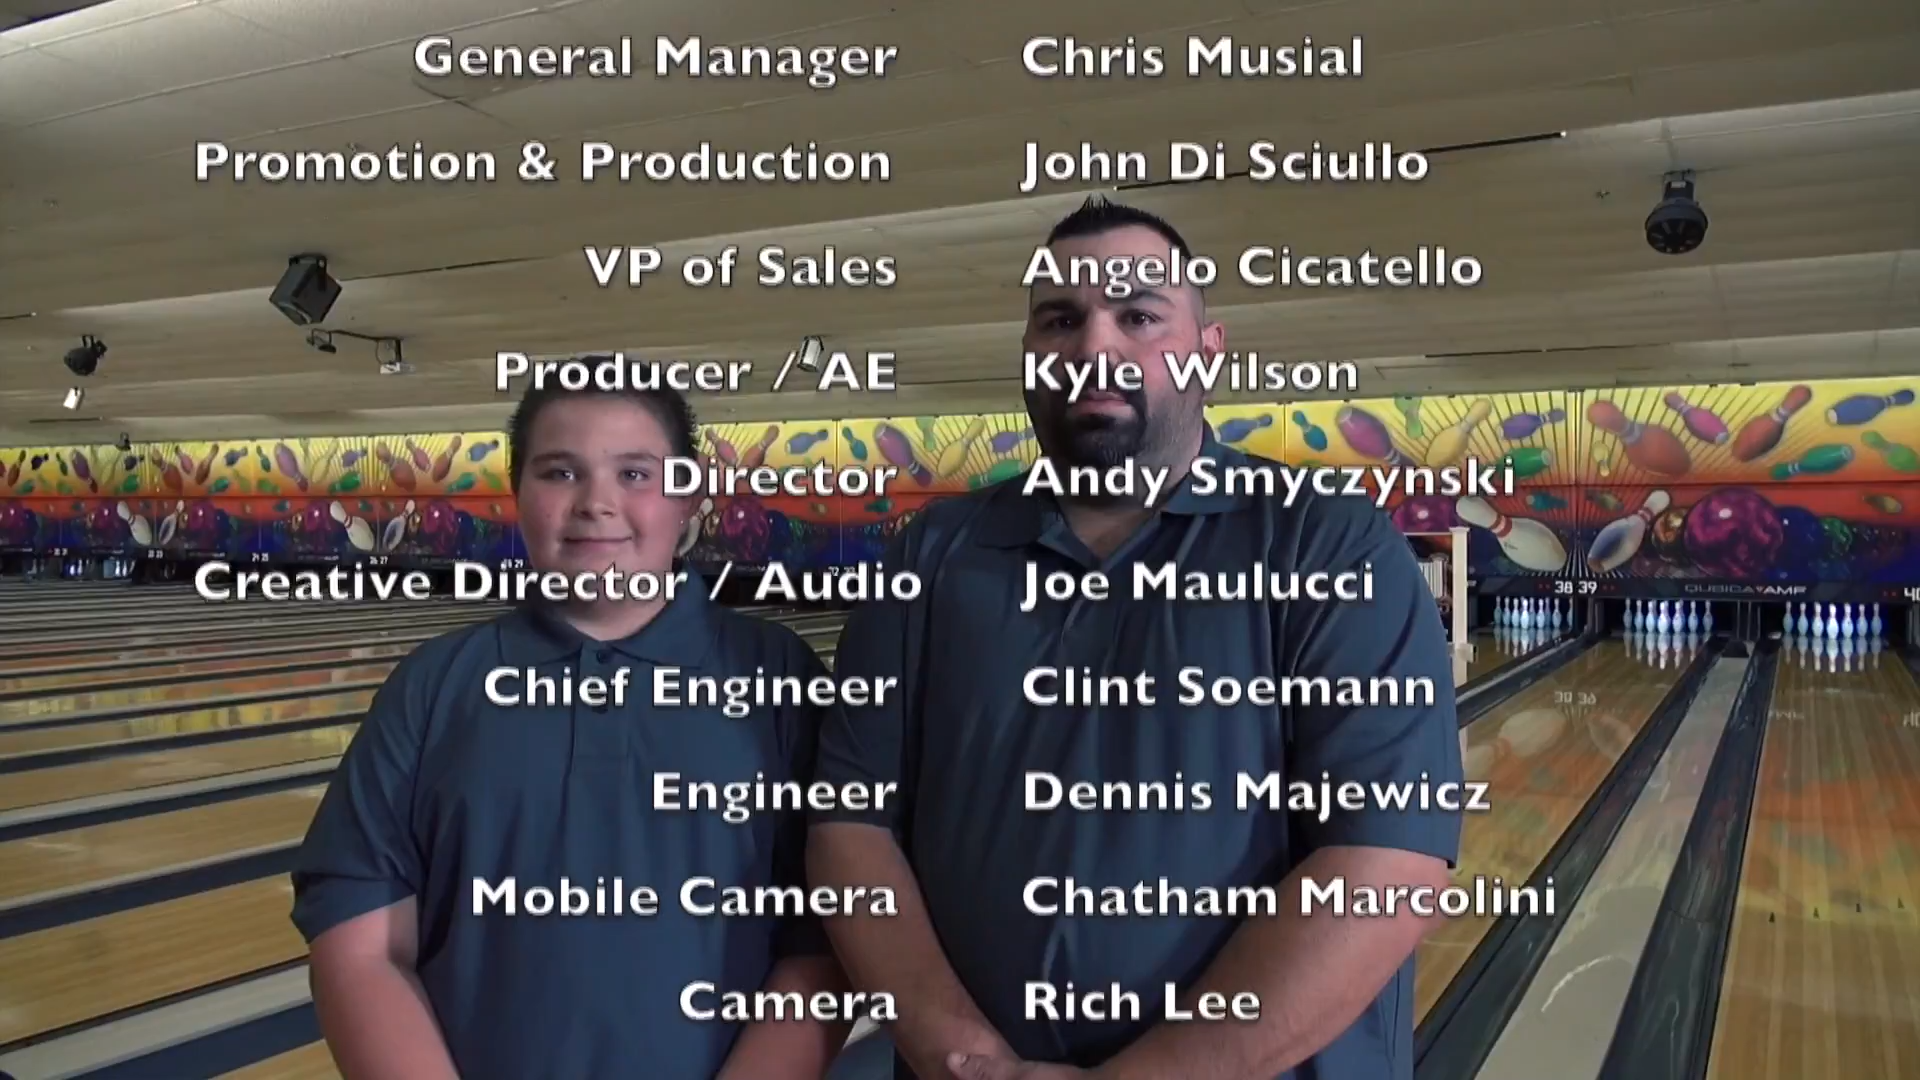 General Manager Chris Musial
Promotion & Production John Di Sciullo
VP of Sales Angelo Cicatello
Producer / AE Kyle Wilson
Director Andy Smyczynski
Creative Director / Audio Joe Maulucci
Chief Engineer Clint Soemann
Engineer Dennis Majewicz
Mobile Camera Chatham Marcolini
Camera Rich Lee
38 39
QUBICAAMF